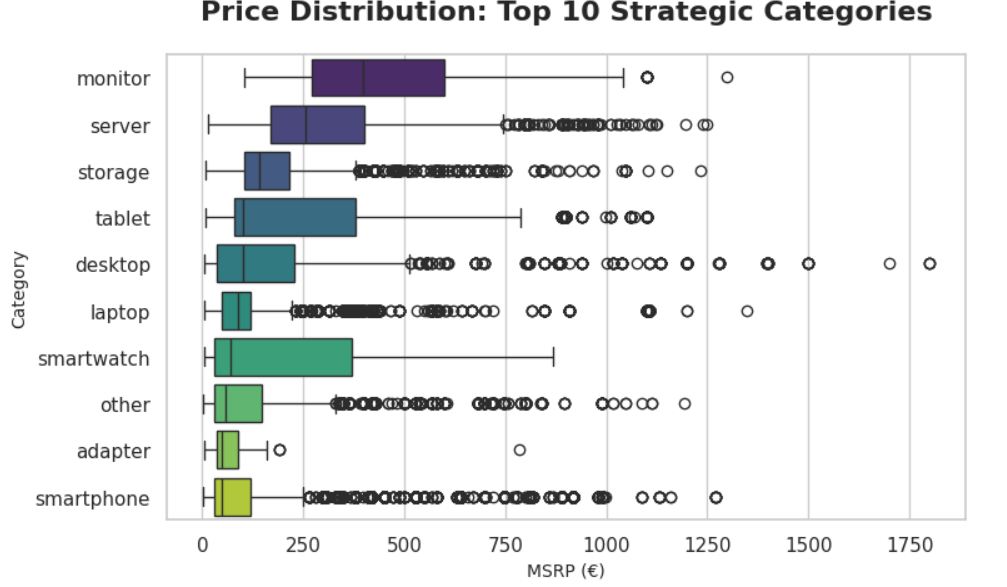 Price Distribution: Top 10 Strategic Categories
Category
monitor
server
storage
tablet
desktop
laptop
smartwatch
other
adapter
smartphone
0 250 500 750 1000 1250 1500 1750
MSRP (€)